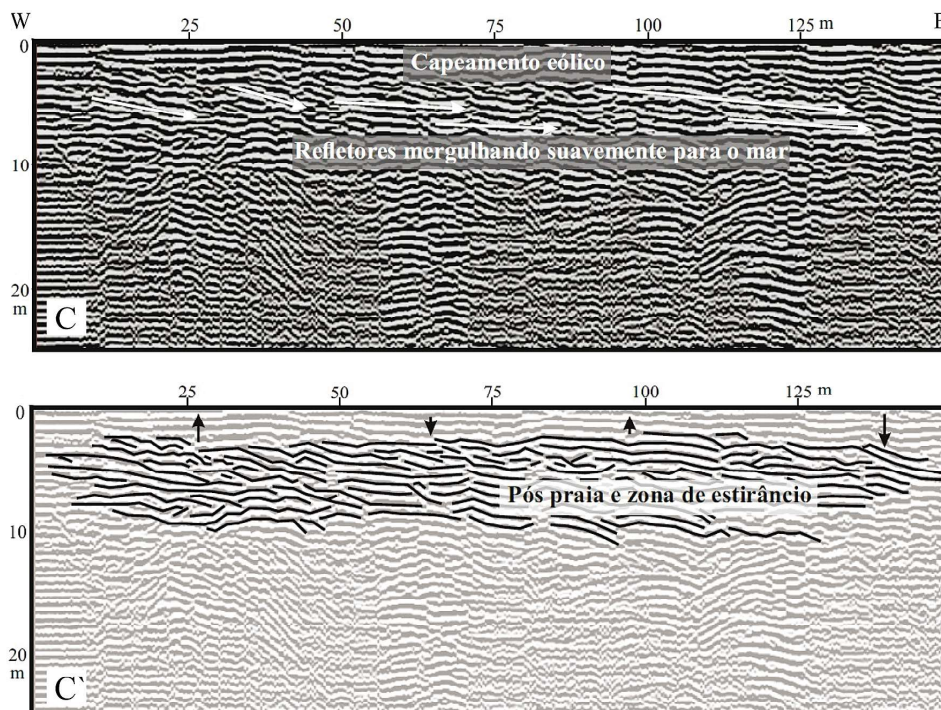 W 25 50 75 100 125 m E
0
Capeamento eólico
Refletores mergulhando suavemente para o mar
10
20
m
C
25 50 75 100 125 m
0
Pós praia e zona de estirâncio
10
20
m
C`